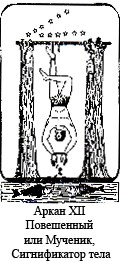 Аркан XII
Повешенный
или Мученик,
Сигнификатор тела